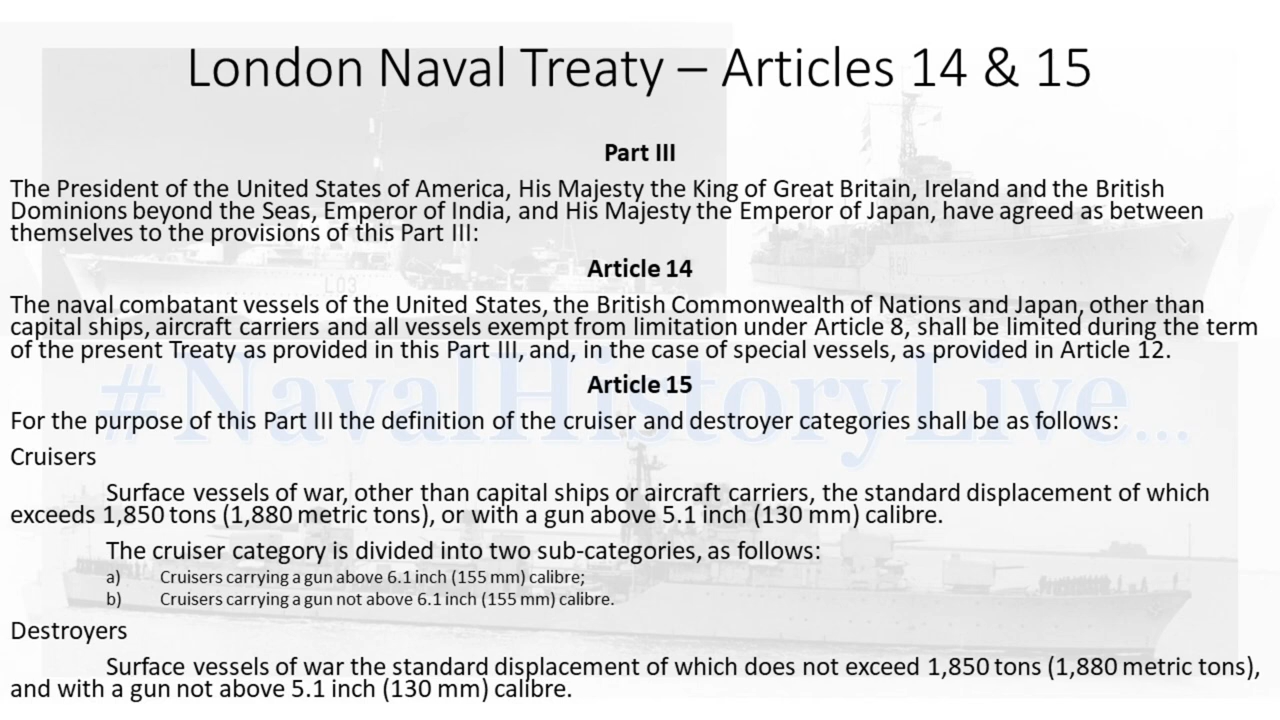 London Naval Treaty – Articles 14 & 15
Part III
The President of the United States of America, His Majesty the King of Great Britain, Ireland and the British
Dominions beyond the Seas, Emperor of India, and His Majesty the Emperor of Japan, have agreed as between
themselves to the provisions of this Part III:
L03
Article 14
The naval combatant vessels of the United States, the British Commonwealth of Nations and Japan, other than
capital ships, aircraft carriers and all vessels exempt from limitation under Article 8, shall be limited during the term
of the present Treaty as provided in this Part III, and, in the case of special vessels, as provided in Article 12.
#NavalHistoryLive...
Article 15
For the purpose of this Part III the definition of the cruiser and destroyer categories shall be as follows:
Cruisers
Surface vessels of war, other than capital ships or aircraft carriers, the standard displacement of which
exceeds 1,850 tons (1,880 metric tons), or with a gun above 5.1 inch (130 mm) calibre.
The cruiser category is divided into two sub-categories, as follows:
a) Cruisers carrying a gun above 6.1 inch (155 mm) calibre;
b) Cruisers carrying a gun not above 6.1 inch (155 mm) calibre.
Destroyers
Surface vessels of war the standard displacement of which does not exceed 1,850 tons (1,880 metric tons),
and with a gun not above 5.1 inch (130 mm) calibre.